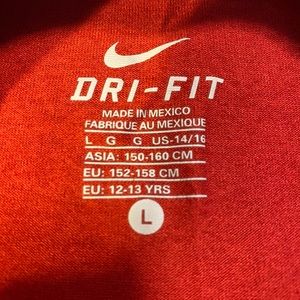 DRI-FIT
MADE IN MEXICO
FABRIQUE AU MEXIQUE
L G G US-14/16
ASIA: 150-160 CM
EU: 152-158 CM
EU: 12-13 YRS
L